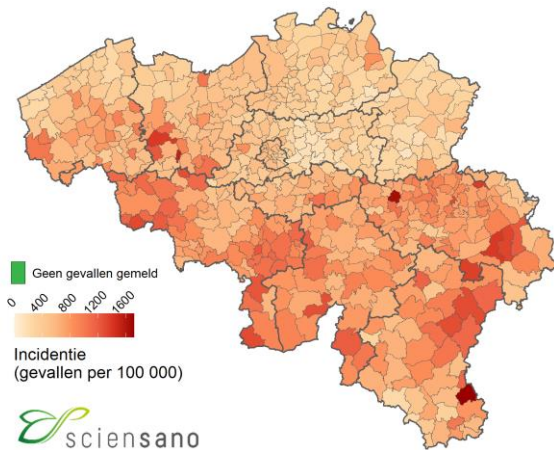 Geen gevallen gemeld
0 400 800 1200 1600
Incidentie
(gevallen per 100 000)
sciensano